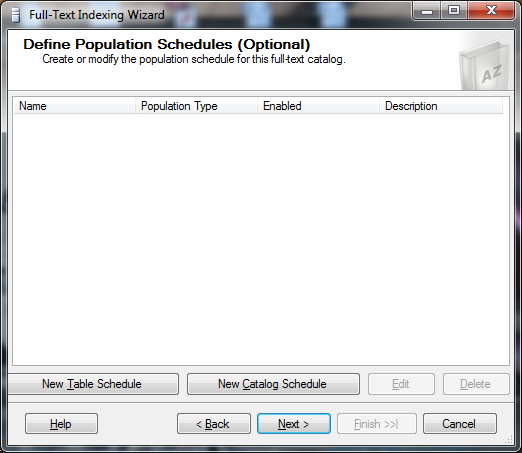 Full-Text Indexing Wizard
Define Population Schedules (Optional)
Create or modify the population schedule for this full-text catalog.
AZ
Name Population Type Enabled Description
New Table Schedule New Catalog Schedule Edit Delete
Help < Back Next > Finish >>| Cancel